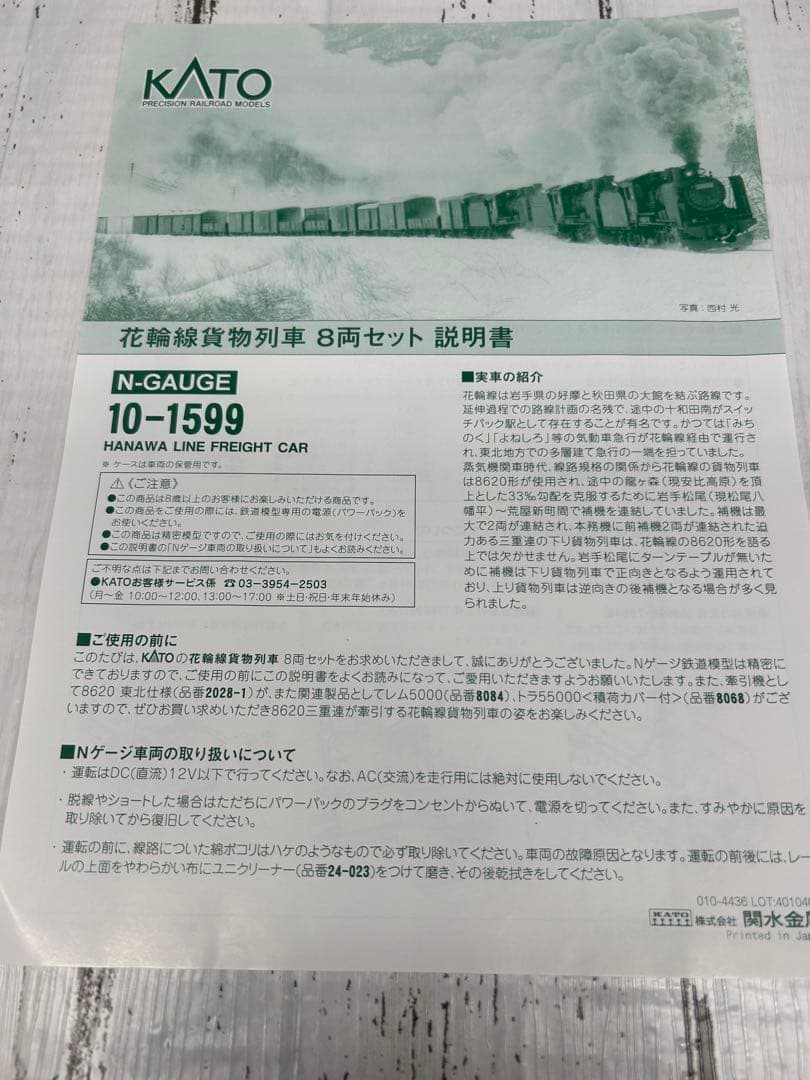 KATO
PRECISION RAILROAD MODELS
写真：西村 光
花輪線貨物列車 8両セット 説明書
N-GAUGE
10-1599
HANAWA LINE FREIGHT CAR
※ ケースは車両の保管用です。
⚠《ご注意》
●この商品は8歳以上のお客様にお楽しみいただける商品です。
●この商品をご使用の際には、鉄道模型専用の電源(パワーパック)を
お使いください。
●この商品は精密模型ですので、ご使用の際にはお気を付けください。
●この説明書の「Nゲージ車両の取り扱いについて」もよくお読みください。
ご不明な点は下記までお問い合わせください。
●KATOお客様サービス係 ☎03-3954-2503
(月〜金 10:00〜12:00、13:00〜17:00 ※土日・祝日・年末年始休み)
■実車の紹介
花輪線は岩手県の好摩と秋田県の大館を結ぶ路線です。
延伸過程での路線計画の名残で、途中の十和田南がスイッ
チバック駅として存在することが有名です。かつては「みち
のく」「よねしろ」等の気動車急行が花輪線経由で運行さ
れ、東北地方での多層建て急行の一端を担っていました。
蒸気機関車時代、線路規格の関係から花輪線の貨物列車
は8620形が使用され、途中の龍ヶ森(現安比高原)を頂
上とした33‰勾配を克服するために岩手松尾(現松尾八
幡平)〜荒屋新町間で補機を連結していました。補機は最
大で2両が連結され、本務機に前補機2両が連結された迫
力ある三重連の下り貨物列車は、花輪線の8620形を語る
上では欠かせません。岩手松尾にターンテーブルが無いた
めに補機は下り貨物列車で正向きとなるよう運用されて
おり、上り貨物列車は逆向きの後補機となる場合が多く見
られました。
■ご使用の前に
このたびは、KATOの花輪線貨物列車 8両セットをお求めいただきまして、誠にありがとうございました。Nゲージ鉄道模型は精密に
できておりますので、ご使用の前にこの説明書をよくお読みになって、ご愛用いただきますようお願いいたします。また、牽引機とし
て8620 東北仕様(品番2028-1)が、また関連製品としてレム5000(品番8084)、トラ55000＜積荷カバー付＞(品番8068)がござ
いますので、ぜひお買い求めいただき8620三重連が牽引する花輪線貨物列車の姿をお楽しみください。
■Nゲージ車両の取り扱いについて
・運転はDC(直流)12V以下で行ってください。なお、AC(交流)を走行用には絶対に使用しないでください。
・脱線やショートした場合はただちにパワーパックのプラグをコンセントからぬいて、電源を切ってください。また、すみやかに原因を
取り除いてから復旧してください。
・運転の前に、線路についた綿ボコリはハケのようなもので必ず取り除いてください。車両の故障原因となります。運転の前後には、レー
ルの上面をやわらかい布にユニクリーナー(品番24-023)をつけて磨き、その後乾拭きをしてください。
010-4436 LOT:401040
KATO 株式会社 関水金
Printed in Jap